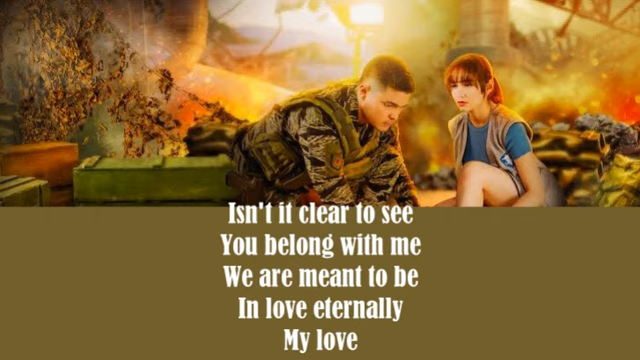 Isn't it clear to see
You belong with me
We are meant to be
In love eternally
My love